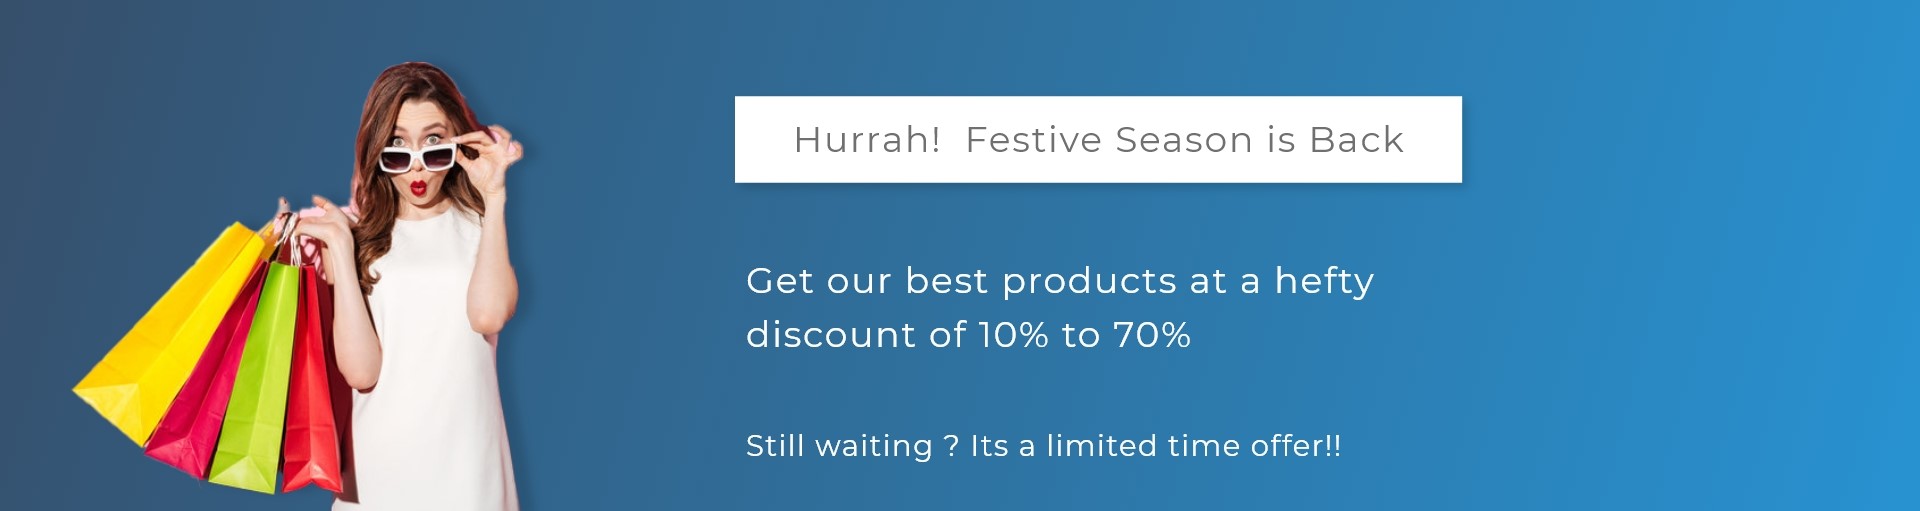 Hurrah!  Festive Season is Back
Get our best products at a hefty
discount of 10% to 70%
Still waiting ? Its a limited time offer!!